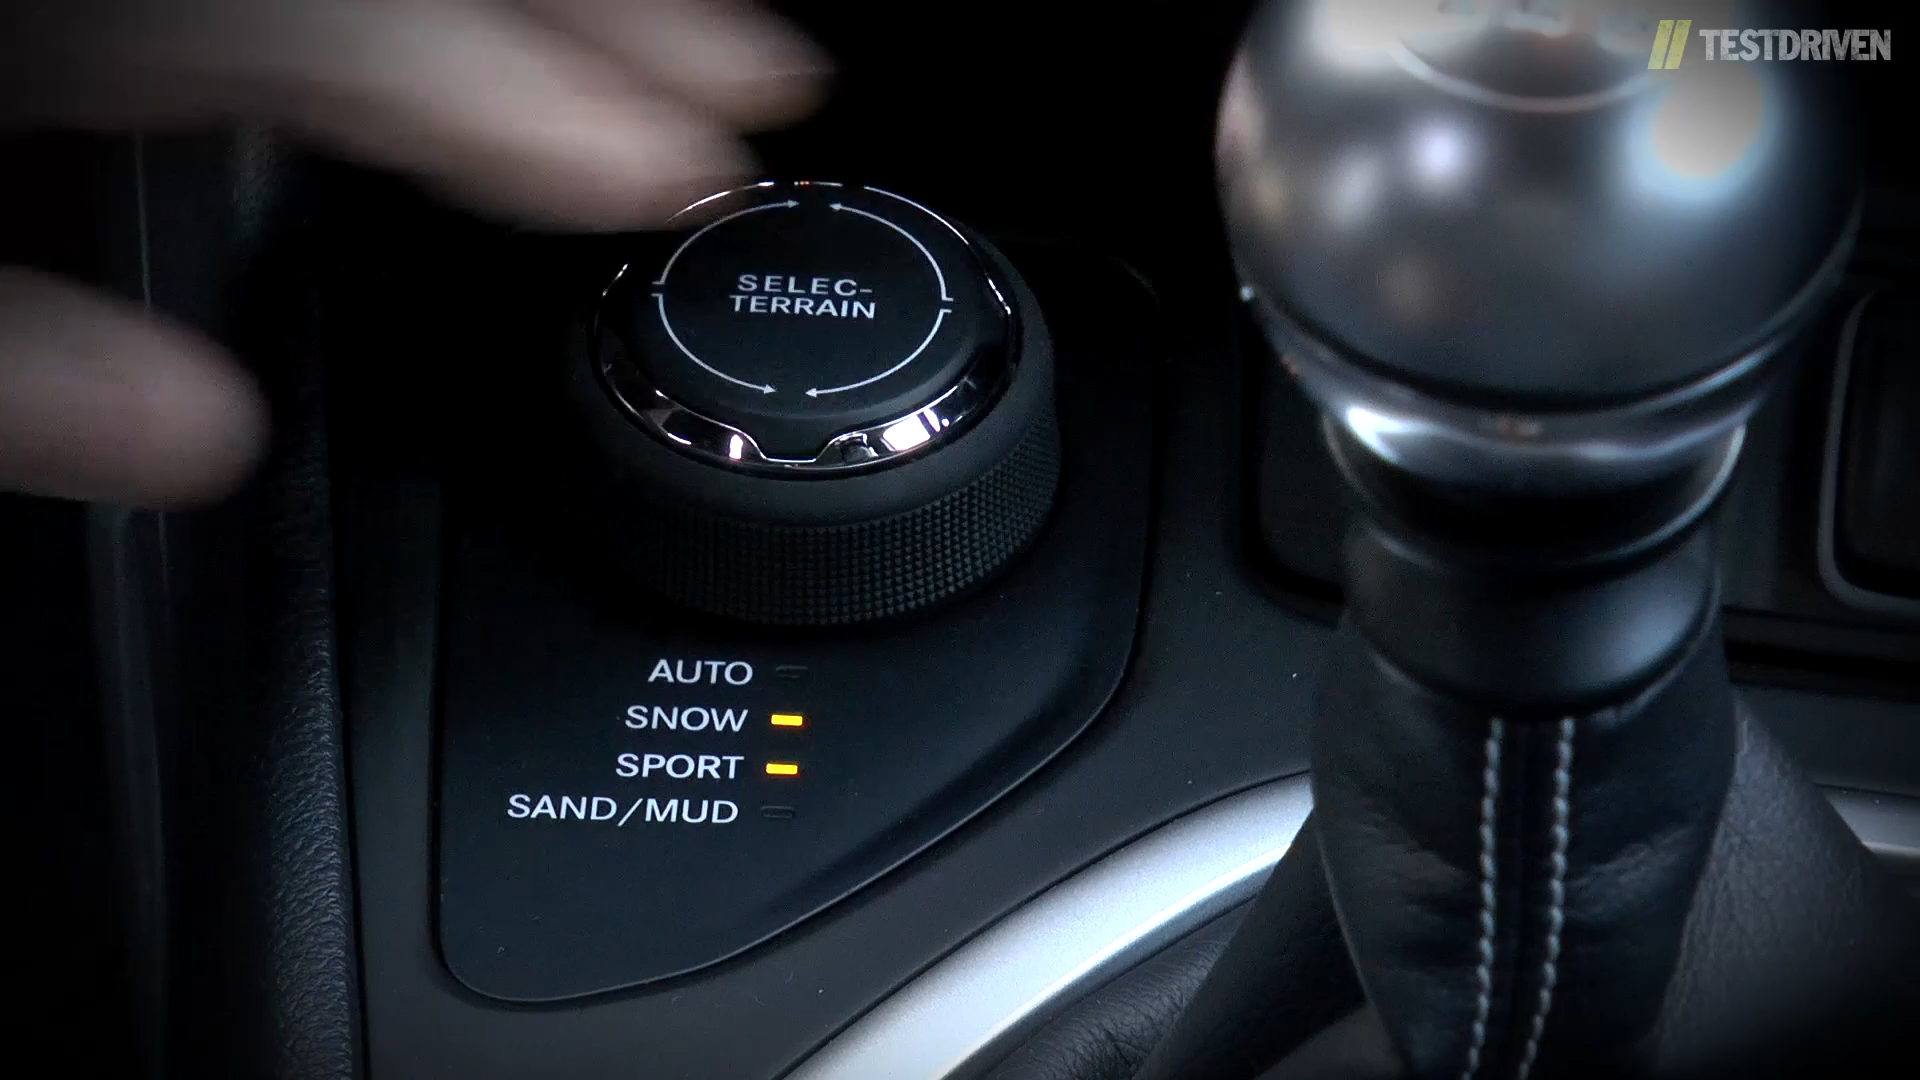 TESTDRIVEN
SELEC-
TERRAIN
AUTO
SNOW
SPORT
SAND/MUD